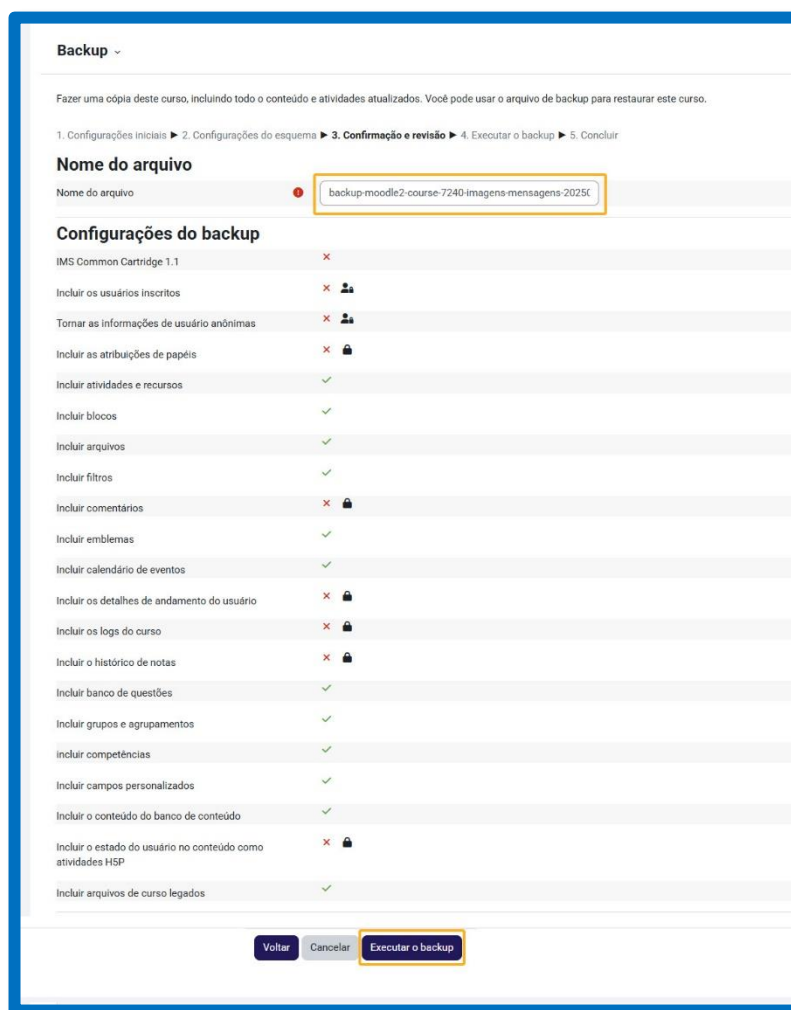 Backup
Fazer uma cópia deste curso, incluindo todo o conteúdo e atividades atualizados. Você pode usar o arquivo de backup para restaurar este curso.
1. Configurações iniciais ► 2. Configurações do esquema ► 3. Confirmação e revisão ► 4. Executar o backup ► 5. Concluir
Nome do arquivo
Nome do arquivo backup-moodle2-course-7240-imagens-mensagens-2025
Configurações do backup
IMS Common Cartridge 1.1
Incluir os usuários inscritos
Tornar as informações de usuário anônimas
Incluir as atribuições de papéis
Incluir atividades e recursos
Incluir blocos
Incluir arquivos
Incluir filtros
Incluir comentários
Incluir emblemas
Incluir calendário de eventos
Incluir os detalhes de andamento do usuário
Incluir os logs do curso
Incluir o histórico de notas
Incluir banco de questões
Incluir grupos e agrupamentos
incluir competências
Incluir campos personalizados
Incluir o conteúdo do banco de conteúdo
Incluir o estado do usuário no conteúdo como
atividades H5P
Incluir arquivos de curso legados
Voltar Cancelar Executar o backup